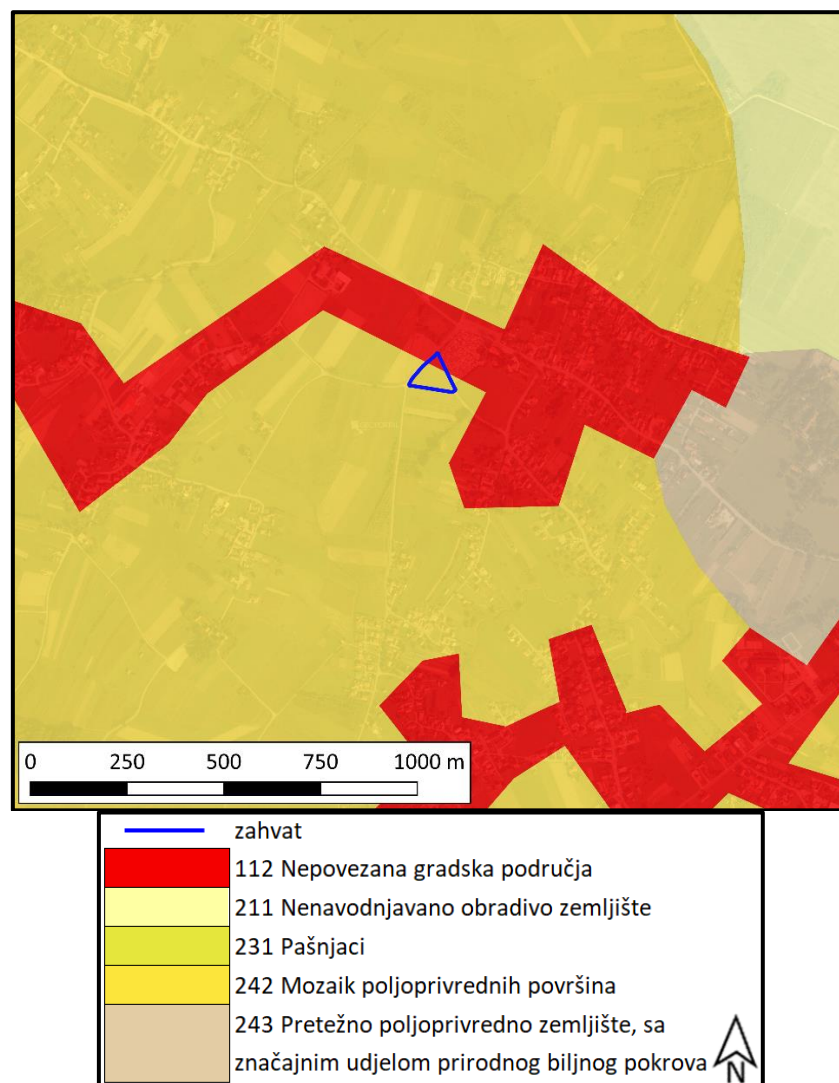 0 250 500 750 1000 m
zahvat
112 Nepovezana gradska područja
211 Nenavodnjavano obradivo zemljište
231 Pašnjaci
242 Mozaik poljoprivrednih površina
243 Pretežno poljoprivredno zemljište, sa
značajnim udjelom prirodnog biljnog pokrova
N